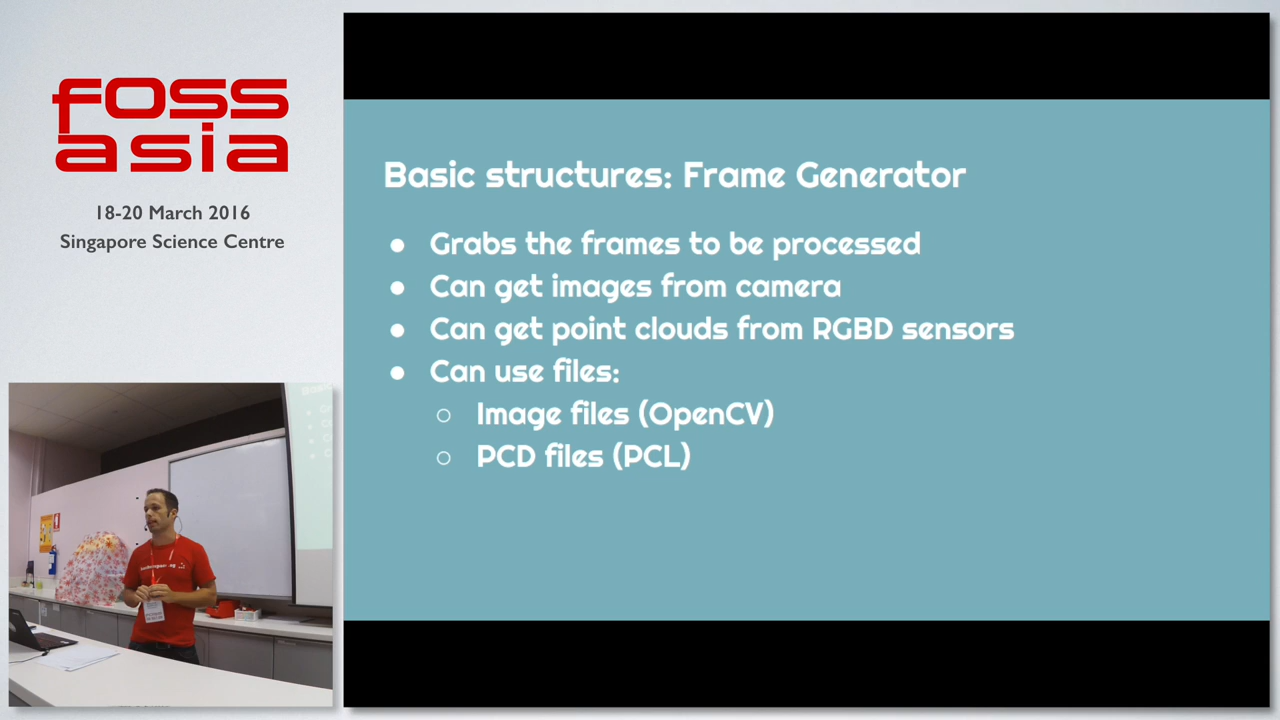 foss
asia
18-20 March 2016
Singapore Science Centre
Basic structures: Frame Generator
● Grabs the frames to be processed
● Can get images from camera
● Can get point clouds from RGBD sensors
● Can use files:
○ Image files (OpenCV)
○ PCD files (PCL)